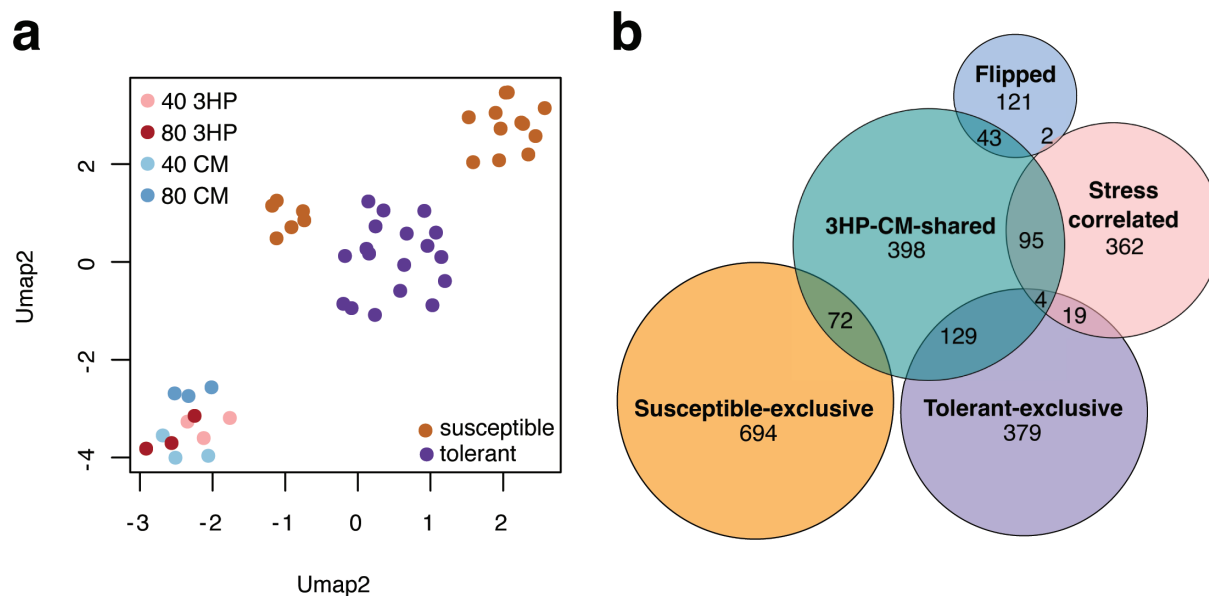 a
40 3HP
80 3HP
40 CM
80 CM
susceptible
tolerant
2
0
-2
-4
-3 -2 -1 0 1 2
Umap2
Umap2
b
Flipped
121
43
2
Stress
correlated
362
3HP-CM-shared
398
95
4
19
72
129
Susceptible-exclusive
694
Tolerant-exclusive
379